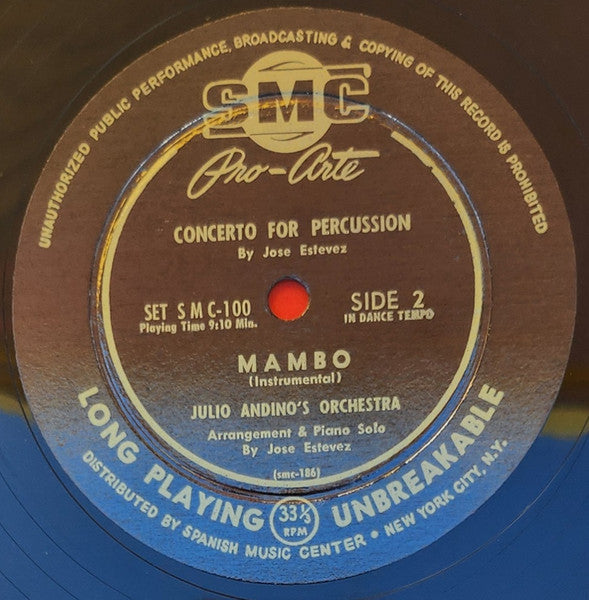 UNAUTHORIZED PUBLIC PERFORMANCE, BROADCASTING & COPYING OF THIS RECORD IS PROHIBITED
SMC
Pro-Arte
CONCERTO FOR PERCUSSION
By Jose Estevez
SET S M C-100
Playing Time 9:10 Min.
SIDE 2
IN DANCE TEMPO
MAMBO
(Instrumental)
JULIO ANDINO'S ORCHESTRA
Arrangement & Piano Solo
By Jose Estevez
(smc-186)
LONG PLAYING 33⅓ RPM UNBREAKABLE
DISTRIBUTED BY SPANISH MUSIC CENTER • NEW YORK CITY, N.Y.